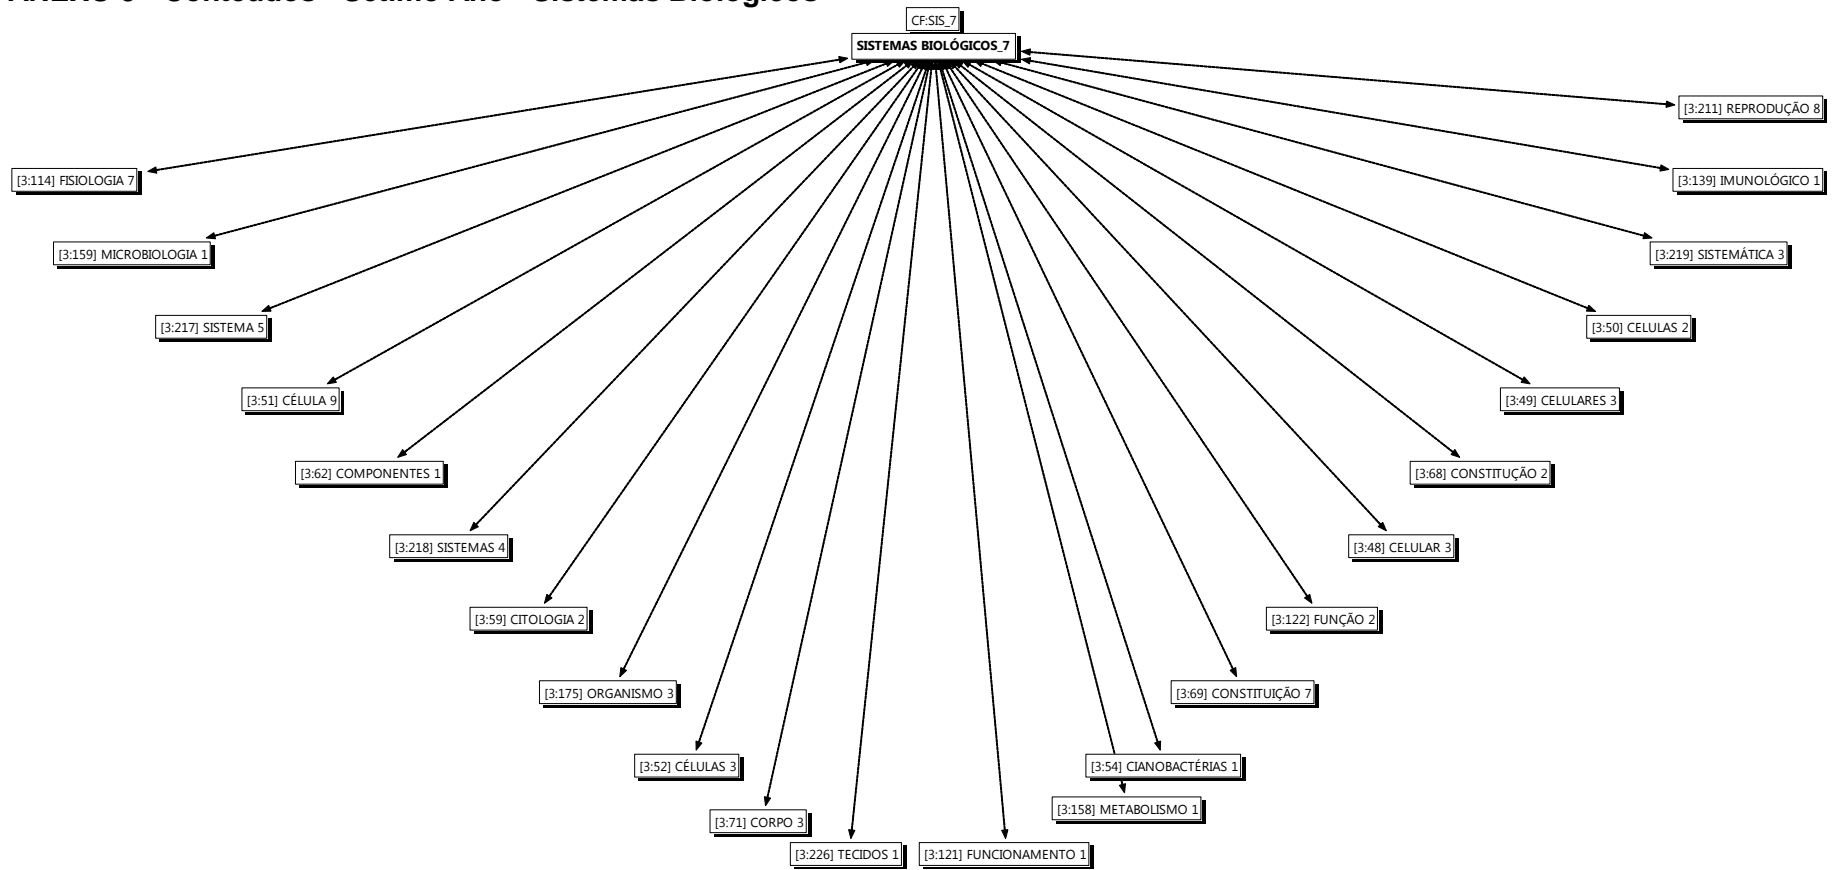 CF:SIS_7
SISTEMAS BIOLÓGICOS_7
[3:211] REPRODUÇÃO 8
[3:114] FISIOLOGIA 7
[3:139] IMUNOLÓGICO 1
[3:159] MICROBIOLOGIA 1
[3:219] SISTEMÁTICA 3
[3:217] SISTEMA 5
[3:50] CELULAS 2
[3:51] CÉLULA 9
[3:49] CELULARES 3
[3:62] COMPONENTES 1
[3:68] CONSTITUÇÃO 2
[3:218] SISTEMAS 4
[3:48] CELULAR 3
[3:59] CITOLOGIA 2
[3:122] FUNÇÃO 2
[3:175] ORGANISMO 3
[3:69] CONSTITUIÇÃO 7
[3:52] CÉLULAS 3
[3:54] CIANOBACTÉRIAS 1
[3:158] METABOLISMO 1
[3:71] CORPO 3
[3:226] TECIDOS 1
[3:121] FUNCIONAMENTO 1